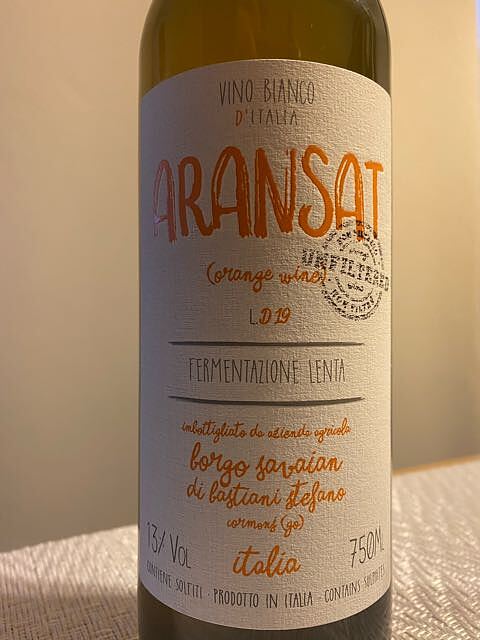 VINO BIANCO
D'ITALIA
ARANSAT
(orange wine)
UNFILTERED
L.D19
FERMENTAZIONE LENTA
imbottigliato da azienda agricola
borgo savaian
di bastiani stefano
cormons (go)
13% VOL
italia
750ML
CONTIENE SOLFITI - PRODOTTO IN ITALIA - CONTAINS SULPHITES